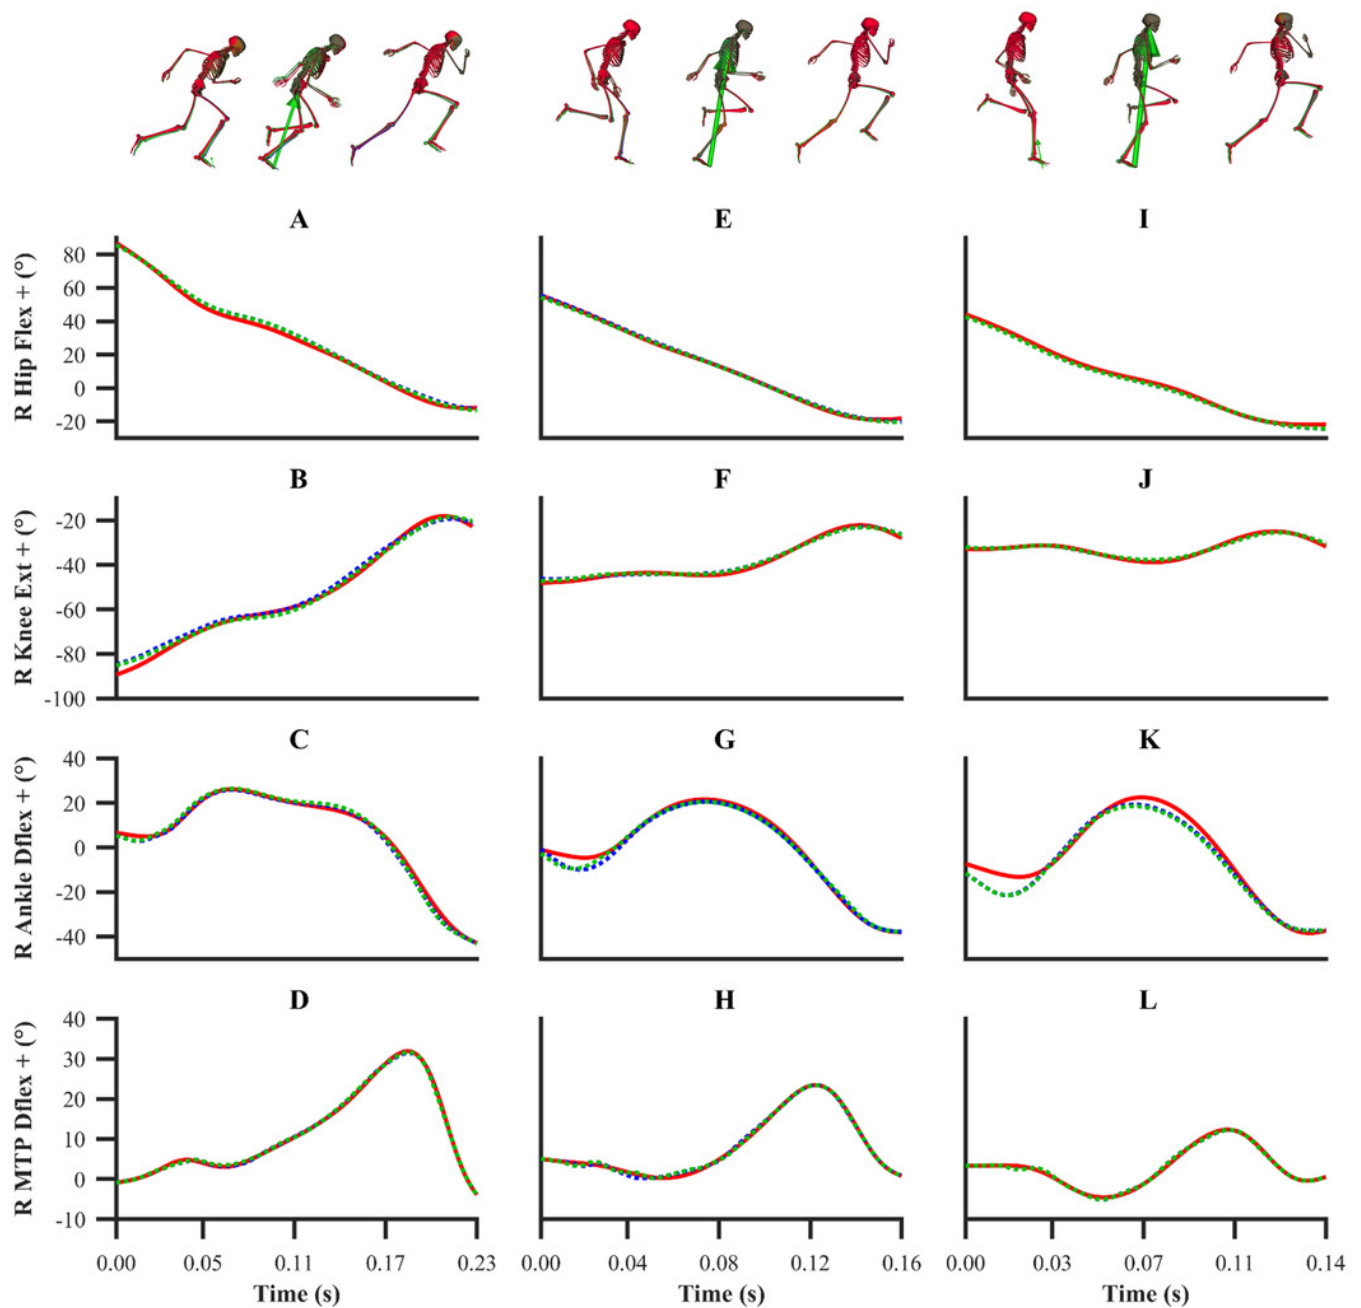 A E I
R Hip Flex + (°)
80
60
40
20
0
-20
B F J
R Knee Ext + (°)
-20
-40
-60
-80
-100
C G K
R Ankle Dflex + (°)
40
20
0
-20
-40
D H L
R MTP Dflex + (°)
40
30
20
10
0
-10
0.00 0.05 0.11 0.17 0.23 0.00 0.04 0.08 0.12 0.16 0.00 0.03 0.07 0.11 0.14
Time (s) Time (s) Time (s)